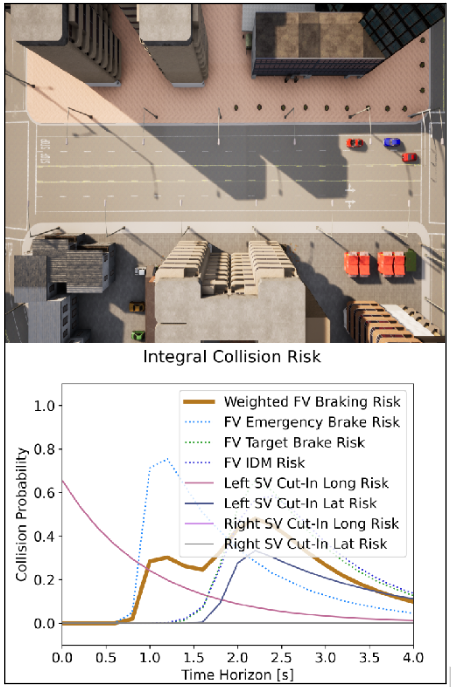 STOP STOP
Integral Collision Risk
1.0
0.8
0.6
0.4
0.2
0.0
Collision Probability
Weighted FV Braking Risk
FV Emergency Brake Risk
FV Target Brake Risk
FV IDM Risk
Left SV Cut-In Long Risk
Left SV Cut-In Lat Risk
Right SV Cut-In Long Risk
Right SV Cut-In Lat Risk
0.0 0.5 1.0 1.5 2.0 2.5 3.0 3.5 4.0
Time Horizon [s]